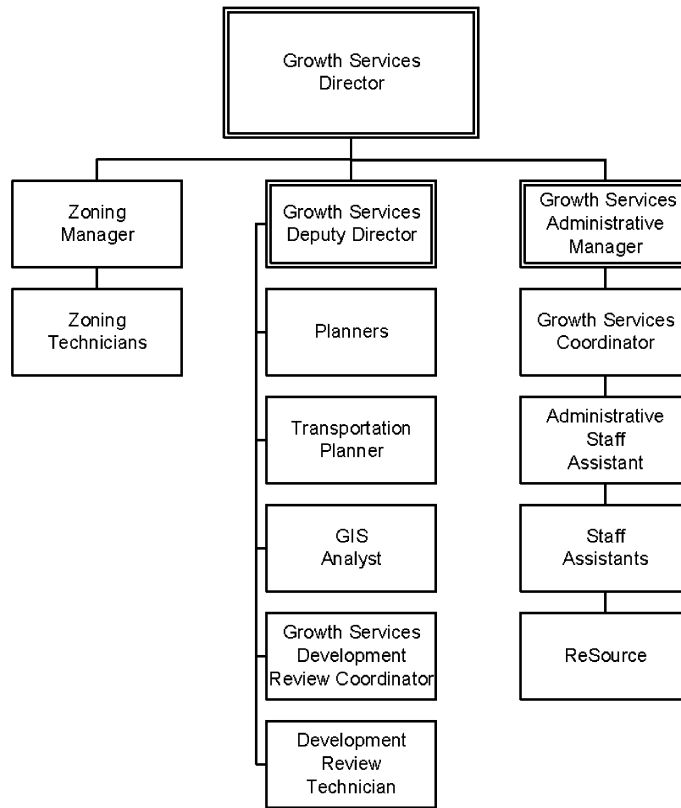 Growth Services
Director
Zoning
Manager
Growth Services
Deputy Director
Growth Services
Administrative
Manager
Zoning
Technicians
Planners
Growth Services
Coordinator
Transportation
Planner
Administrative
Staff
Assistant
GIS
Analyst
Staff
Assistants
Growth Services
Development
Review Coordinator
ReSource
Development
Review
Technician